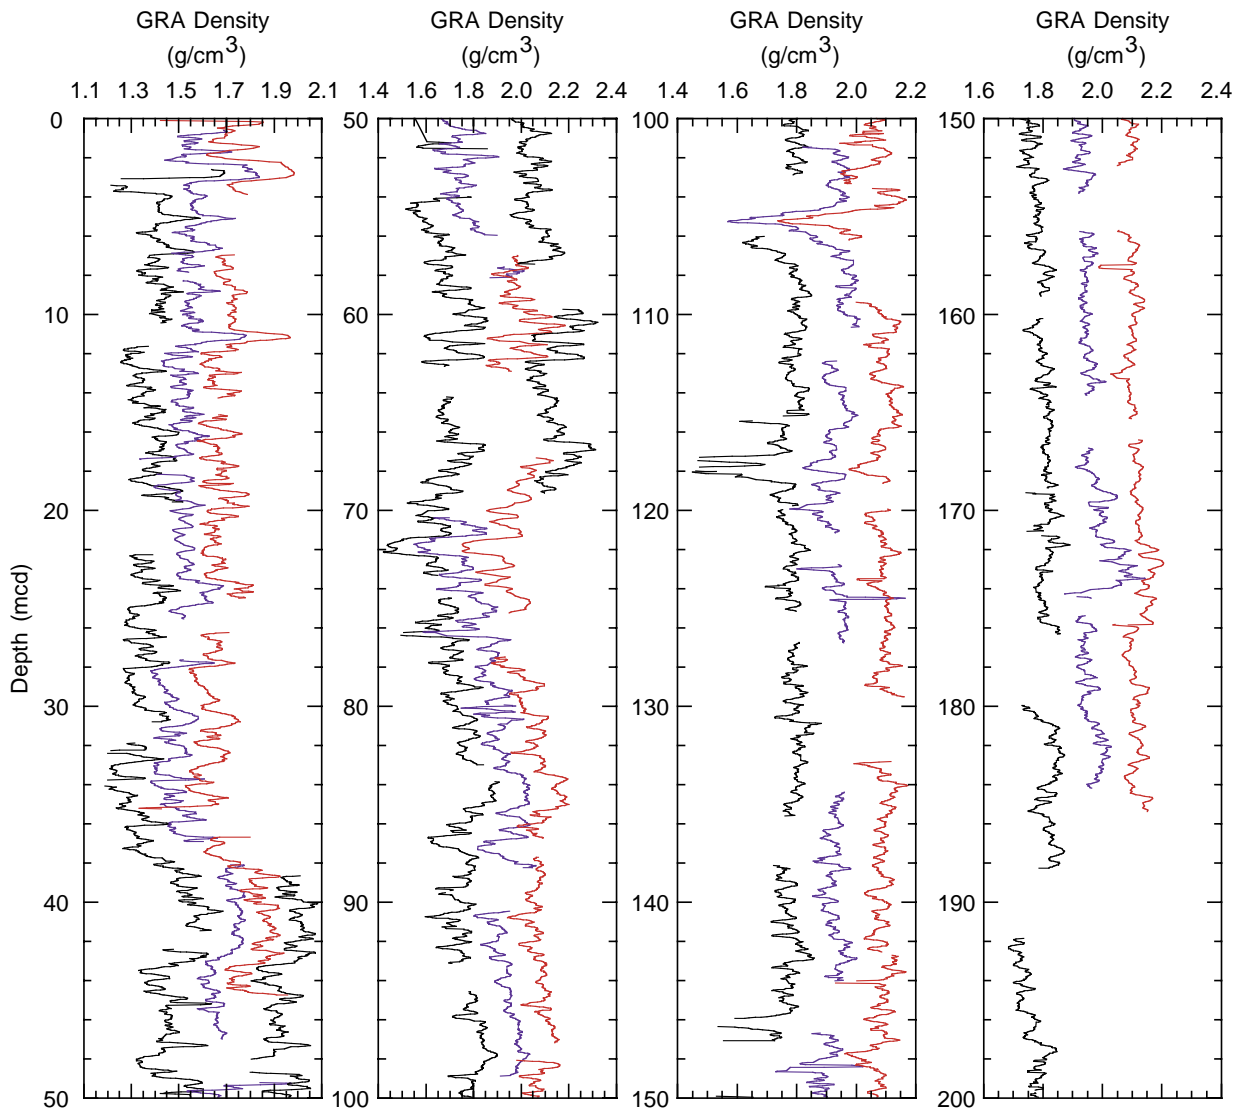 GRA Density GRA Density GRA Density GRA Density
(g/cm3) (g/cm3) (g/cm3) (g/cm3)
1.1 1.3 1.5 1.7 1.9 2.1 1.4 1.6 1.8 2.0 2.2 2.4 1.4 1.6 1.8 2.0 2.2 1.6 1.8 2.0 2.2 2.4
0 50 100 150
10 60 110 160
20 70 120 170
Depth (mcd)
30 80 130 180
40 90 140 190
50 100 150 200